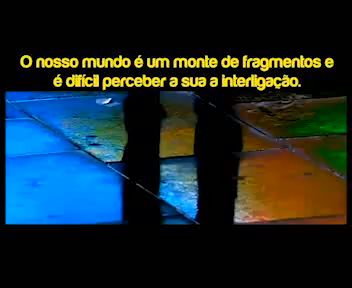 O nosso mundo é um monte de fragmentos e
é difícil perceber a sua a interligação.